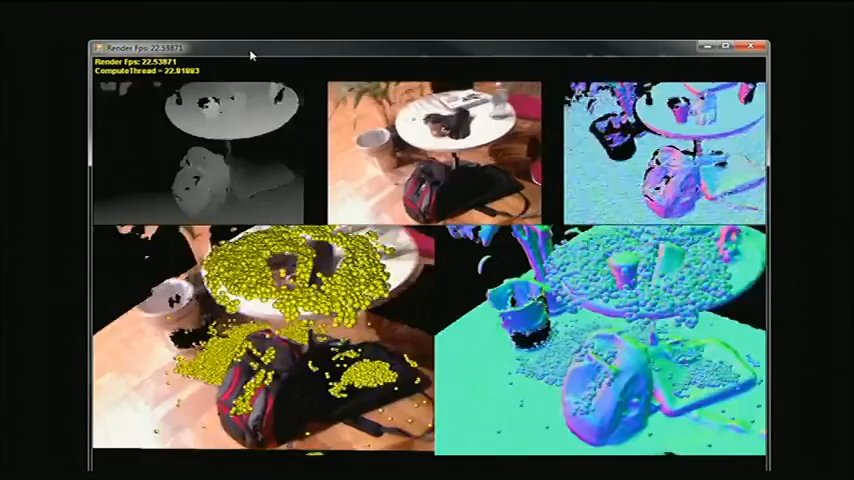 Render Fps: 22.53871
Render Fps: 22.53871
ComputeThread = 22.81883